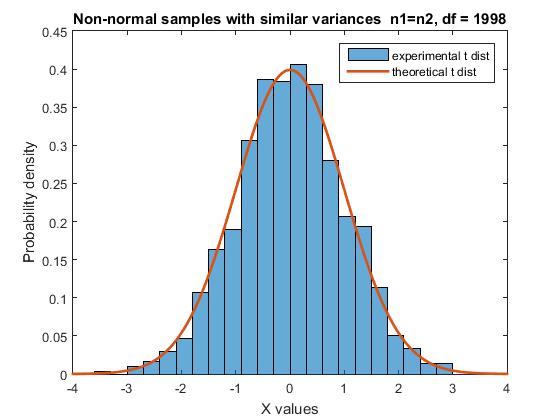 Non-normal samples with similar variances n1=n2, df = 1998
experimental t dist
theoretical t dist
Probability density
0.45
0.4
0.35
0.3
0.25
0.2
0.15
0.1
0.05
0
-4 -3 -2 -1 0 1 2 3 4
X values